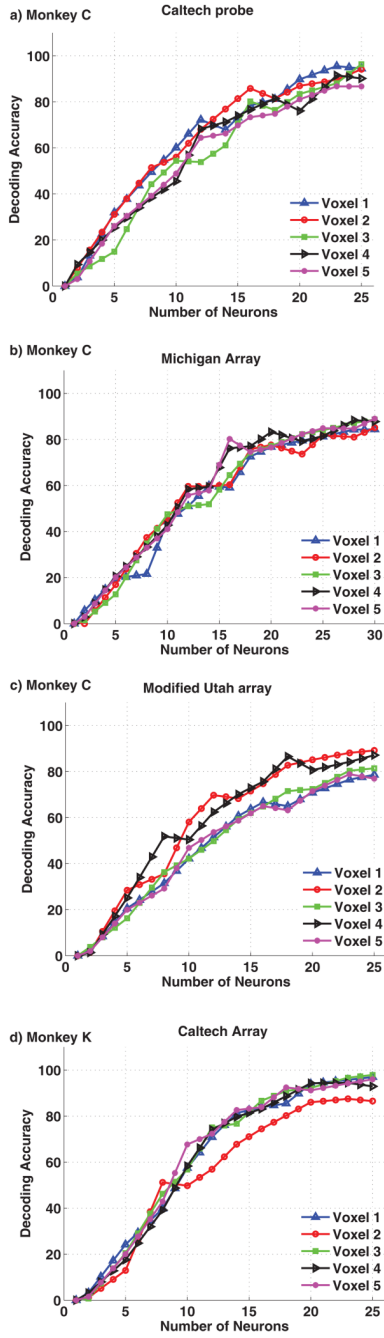 a) Monkey C
Caltech probe
100
80
60
40
20
0
Decoding Accuracy
0 5 10 15 20 25
Number of Neurons
Voxel 1
Voxel 2
Voxel 3
Voxel 4
Voxel 5
b) Monkey C
Michigan Array
100
80
60
40
20
0
Decoding Accuracy
0 5 10 15 20 25 30
Number of Neurons
Voxel 1
Voxel 2
Voxel 3
Voxel 4
Voxel 5
c) Monkey C
Modified Utah array
100
80
60
40
20
0
Decoding Accuracy
0 5 10 15 20 25
Number of Neurons
Voxel 1
Voxel 2
Voxel 3
Voxel 4
Voxel 5
d) Monkey K
Caltech Array
100
80
60
40
20
0
Decoding Accuracy
0 5 10 15 20 25
Number of Neurons
Voxel 1
Voxel 2
Voxel 3
Voxel 4
Voxel 5